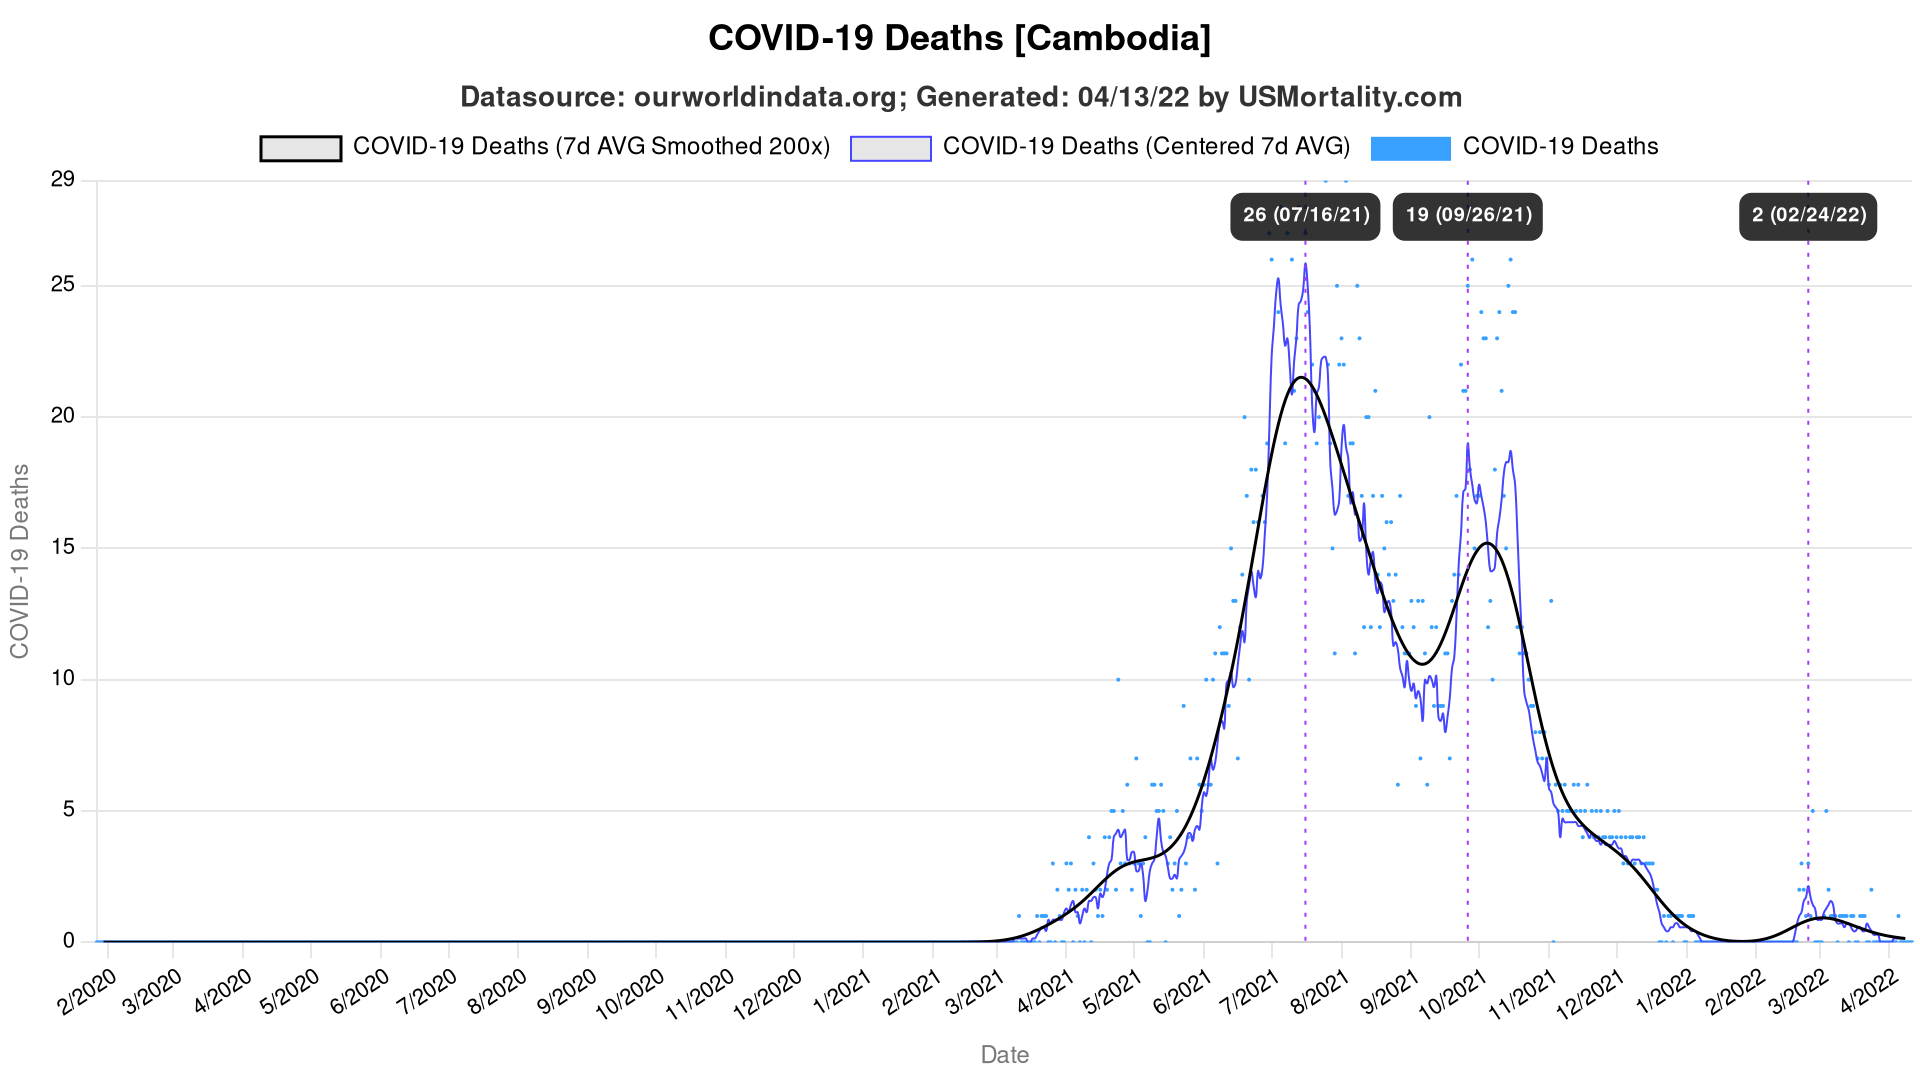 COVID-19 Deaths [Cambodia]
Datasource: ourworldindata.org; Generated: 04/13/22 by USMortality.com
COVID-19 Deaths (7d AVG Smoothed 200x) COVID-19 Deaths (Centered 7d AVG) COVID-19 Deaths
29
26 (07/16/21) 19 (09/26/21) 2 (02/24/22)
25
20
15
10
5
0
COVID-19 Deaths
2/2020 3/2020 4/2020 5/2020 6/2020 7/2020 8/2020 9/2020 10/2020 11/2020 12/2020 1/2021 2/2021 3/2021 4/2021 5/2021 6/2021 7/2021 8/2021 9/2021 10/2021 11/2021 12/2021 1/2022 2/2022 3/2022 4/2022
Date